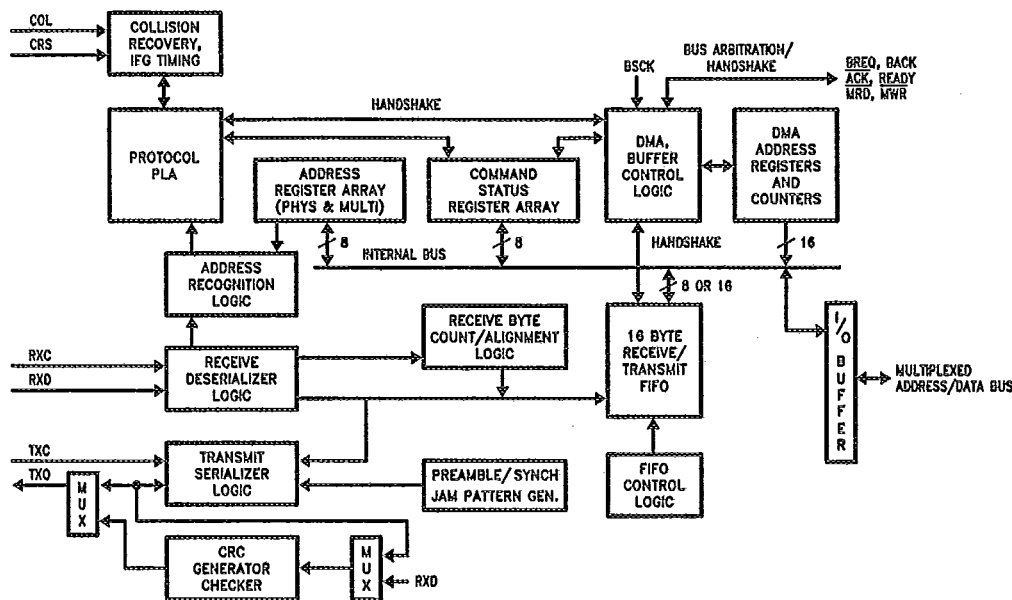 COL
CRS
COLLISION
RECOVERY,
IFG TIMING
BUS ARBITRATION/
HANDSHAKE
BSCK
BREQ, BACK
ACK, READY
MRD, MWR
HANDSHAKE
PROTOCOL
PLA
ADDRESS
REGISTER ARRAY
(PHYS & MULTI)
COMMAND
STATUS
REGISTER ARRAY
DMA,
BUFFER
CONTROL
LOGIC
DMA
ADDRESS
REGISTERS
AND
COUNTERS
8
8
HANDSHAKE
16
INTERNAL BUS
8 OR 16
ADDRESS
RECOGNITION
LOGIC
RECEIVE BYTE
COUNT/ALIGNMENT
LOGIC
16 BYTE
RECEIVE/
TRANSMIT
FIFO
I/O BUFFER
MULTIPLEXED
ADDRESS/DATA BUS
RXC
RXD
RECEIVE
DESERIALIZER
LOGIC
TXC
TXO
MUX
TRANSMIT
SERIALIZER
LOGIC
PREAMBLE/SYNCH
JAM PATTERN GEN.
FIFO
CONTROL
LOGIC
CRC
GENERATOR
CHECKER
MUX
RXD